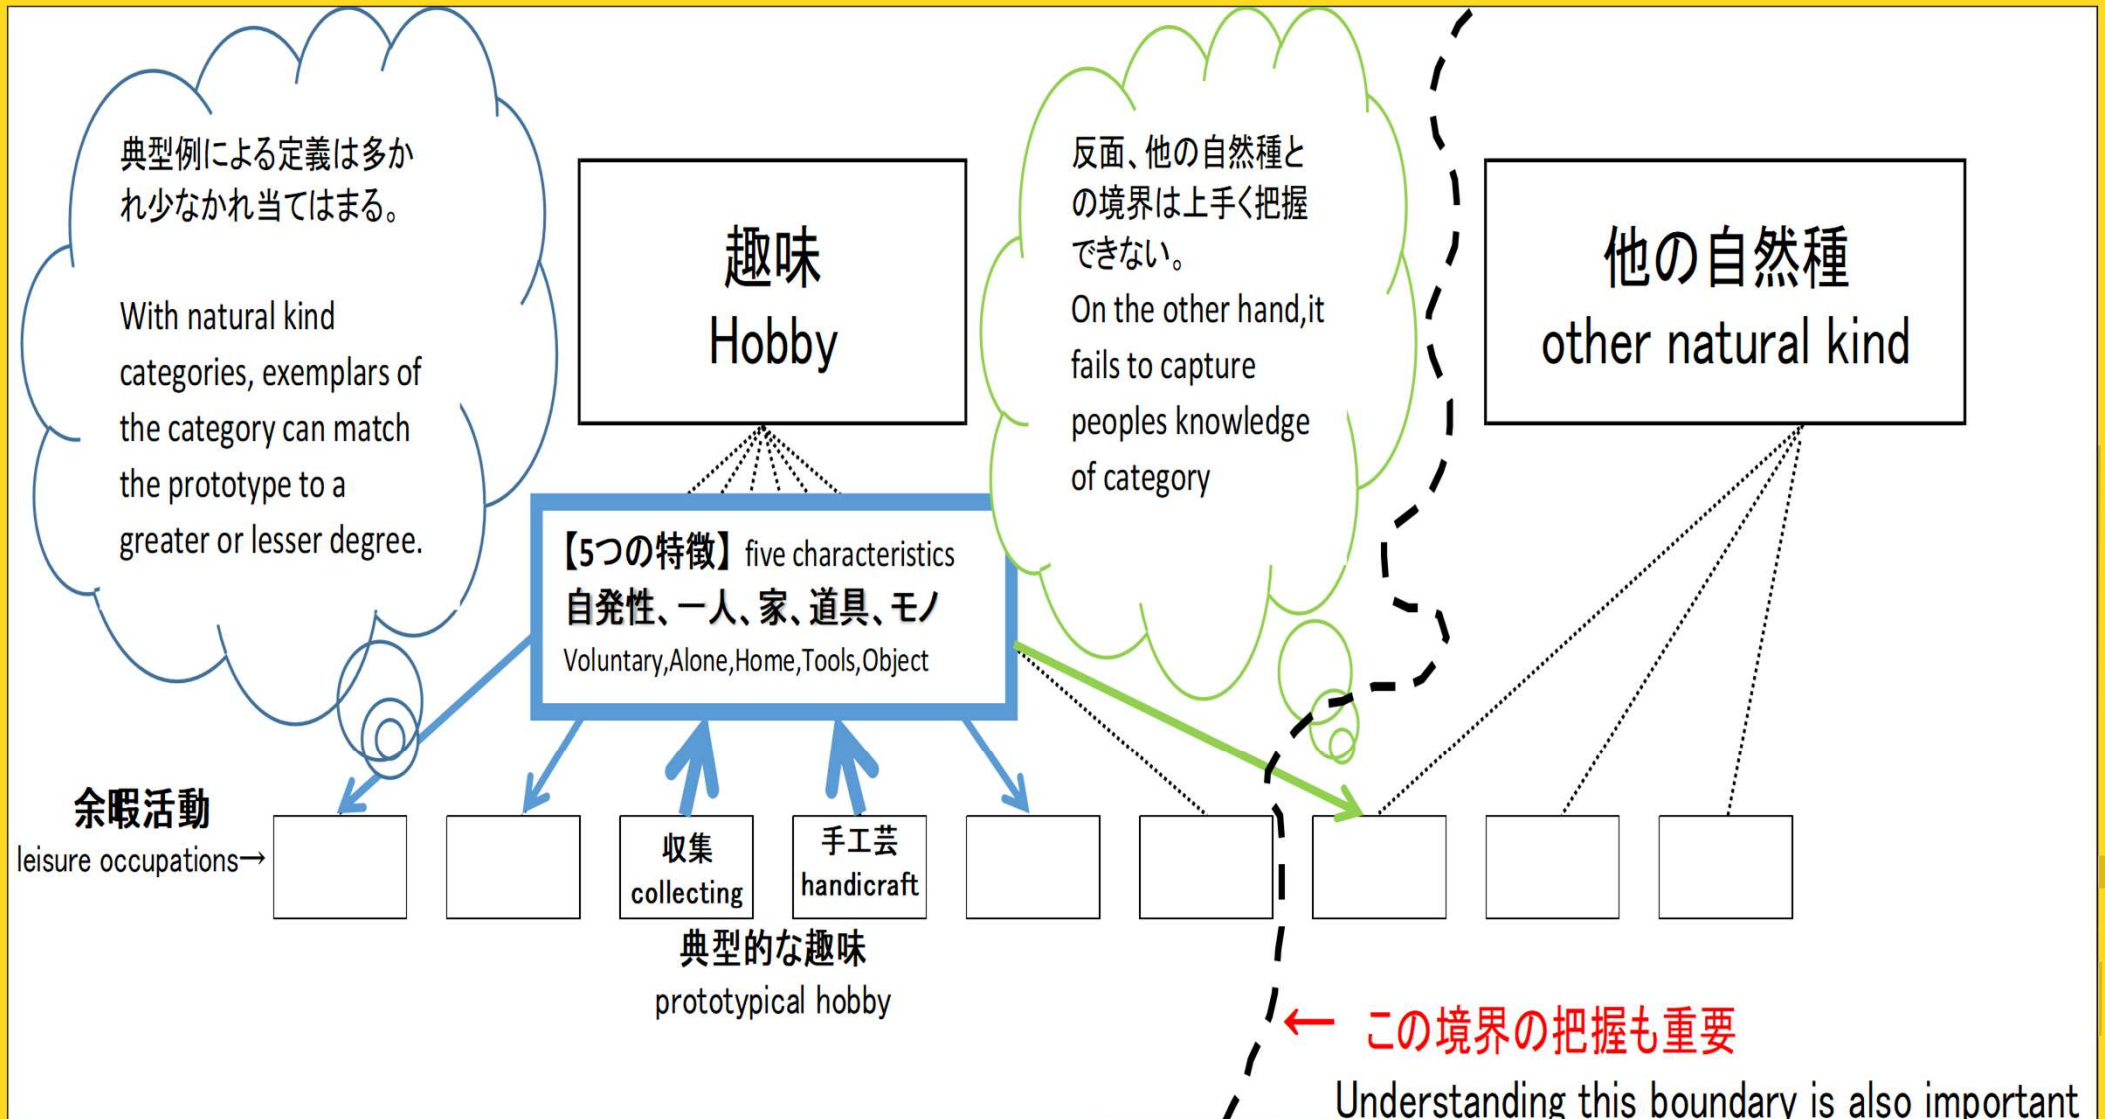 典型例による定義は多か
れ少なかれ当てはまる。
With natural kind
categories, exemplars of
the category can match
the prototype to a
greater or lesser degree.
趣味
Hobby
反面、他の自然種と
の境界は上手く把握
できない。
On the other hand,it
fails to capture
peoples knowledge
of category
他の自然種
other natural kind
【5つの特徴】 five characteristics
自発性、一人、家、道具、モノ
Voluntary,Alone,Home,Tools,Object
余暇活動
leisure occupations→
収集
collecting
手工芸
handicraft
典型的な趣味
prototypical hobby
← この境界の把握も重要
Understanding this boundary is also important